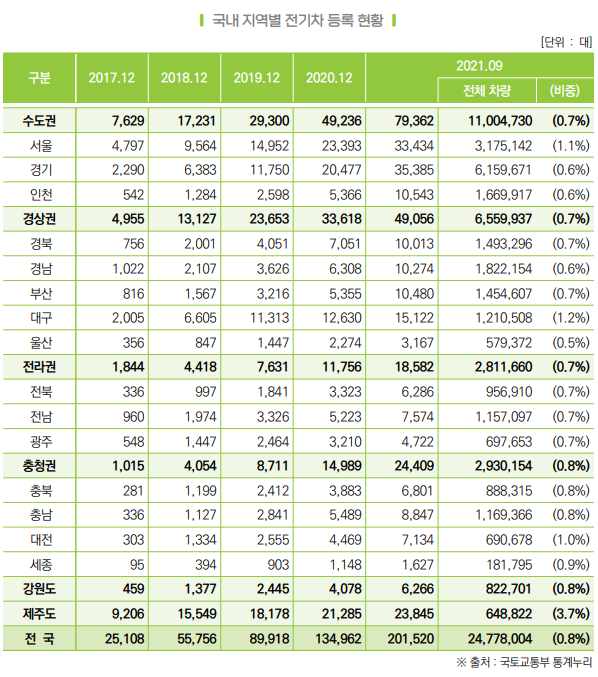 국내 지역별 전기차 등록 현황
[단위 : 대]
구분 2017.12 2018.12 2019.12 2020.12 2021.09
전체 차량 (비중)
수도권 7,629 17,231 29,300 49,236 79,362 11,004,730 (0.7%)
서울 4,797 9,564 14,952 23,393 33,434 3,175,142 (1.1%)
경기 2,290 6,383 11,750 20,477 35,385 6,159,671 (0.6%)
인천 542 1,284 2,598 5,366 10,543 1,669,917 (0.6%)
경상권 4,955 13,127 23,653 33,618 49,056 6,559,937 (0.7%)
경북 756 2,001 4,051 7,051 10,013 1,493,296 (0.7%)
경남 1,022 2,107 3,626 6,308 10,274 1,822,154 (0.6%)
부산 816 1,567 3,216 5,355 10,480 1,454,607 (0.7%)
대구 2,005 6,605 11,313 12,630 15,122 1,210,508 (1.2%)
울산 356 847 1,447 2,274 3,167 579,372 (0.5%)
전라권 1,844 4,418 7,631 11,756 18,582 2,811,660 (0.7%)
전북 336 997 1,841 3,323 6,286 956,910 (0.7%)
전남 960 1,974 3,326 5,223 7,574 1,157,097 (0.7%)
광주 548 1,447 2,464 3,210 4,722 697,653 (0.7%)
충청권 1,015 4,054 8,711 14,989 24,409 2,930,154 (0.8%)
충북 281 1,199 2,412 3,883 6,801 888,315 (0.8%)
충남 336 1,127 2,841 5,489 8,847 1,169,366 (0.8%)
대전 303 1,334 2,555 4,469 7,134 690,678 (1.0%)
세종 95 394 903 1,148 1,627 181,795 (0.9%)
강원도 459 1,377 2,445 4,078 6,266 822,701 (0.8%)
제주도 9,206 15,549 18,178 21,285 23,845 648,822 (3.7%)
전 국 25,108 55,756 89,918 134,962 201,520 24,778,004 (0.8%)
※ 출처 : 국토교통부 통계누리